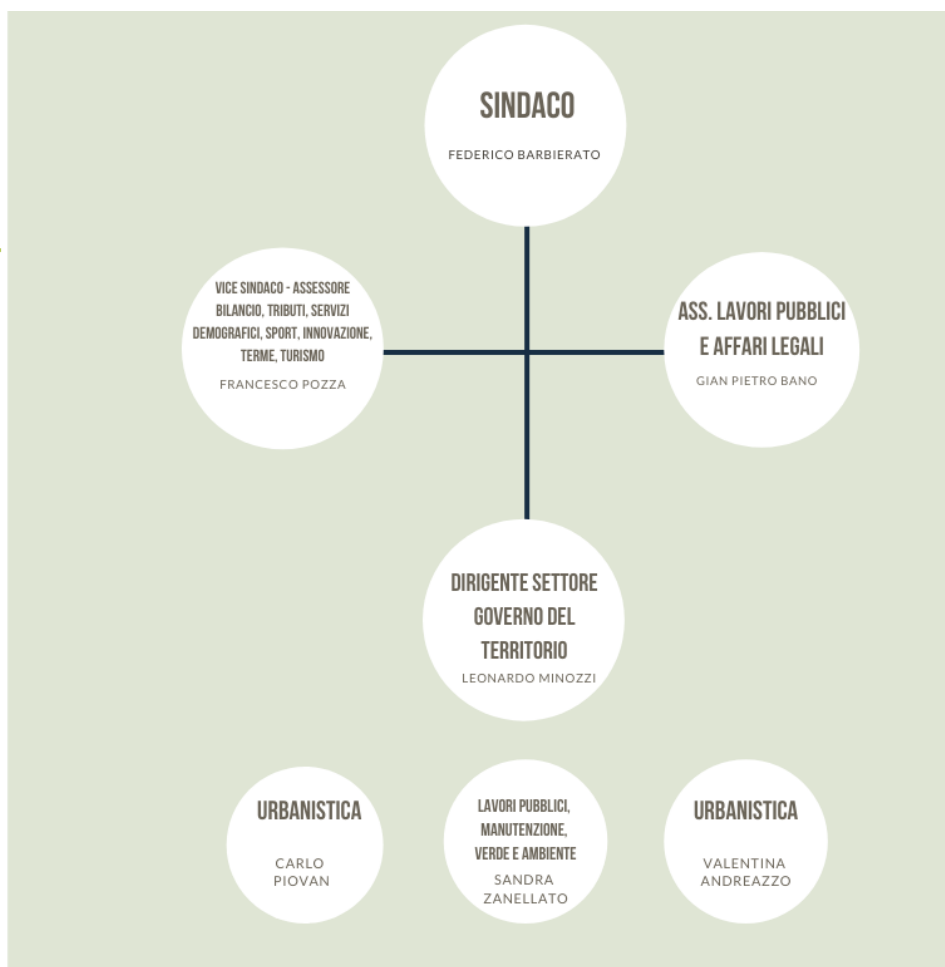 SINDACO
FEDERICO BARBIERATO
VICE SINDACO - ASSESSORE
BILANCIO, TRIBUTI, SERVIZI
DEMOGRAFICI, SPORT, INNOVAZIONE,
TERME, TURISMO
FRANCESCO POZZA
ASS. LAVORI PUBBLICI
E AFFARI LEGALI
GIAN PIETRO BANO
DIRIGENTE SETTORE
GOVERNO DEL
TERRITORIO
LEONARDO MINOZZI
URBANISTICA
CARLO
PIOVAN
LAVORI PUBBLICI,
MANUTENZIONE,
VERDE E AMBIENTE
SANDRA
ZANELLATO
URBANISTICA
VALENTINA
ANDREAZZO